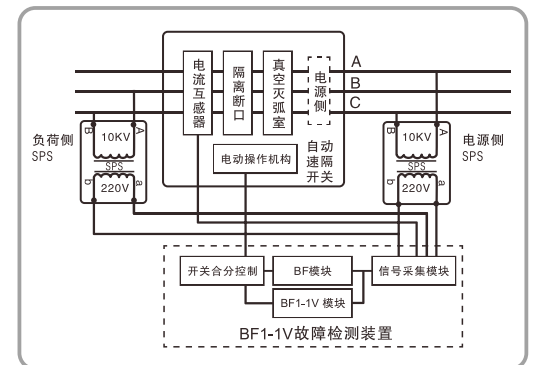 电流互感器
隔离断口
真空灭弧室
电源侧
A
B
C
负荷侧
SPS
B
A
10KV
SPS
220V
b
a
电动操作机构
自动
速隔
开关
B
A
10KV
SPS
220V
b
a
电源侧
SPS
开关合分控制
BF模块
信号采集模块
BF1-1V 模块
BF1-1V故障检测装置